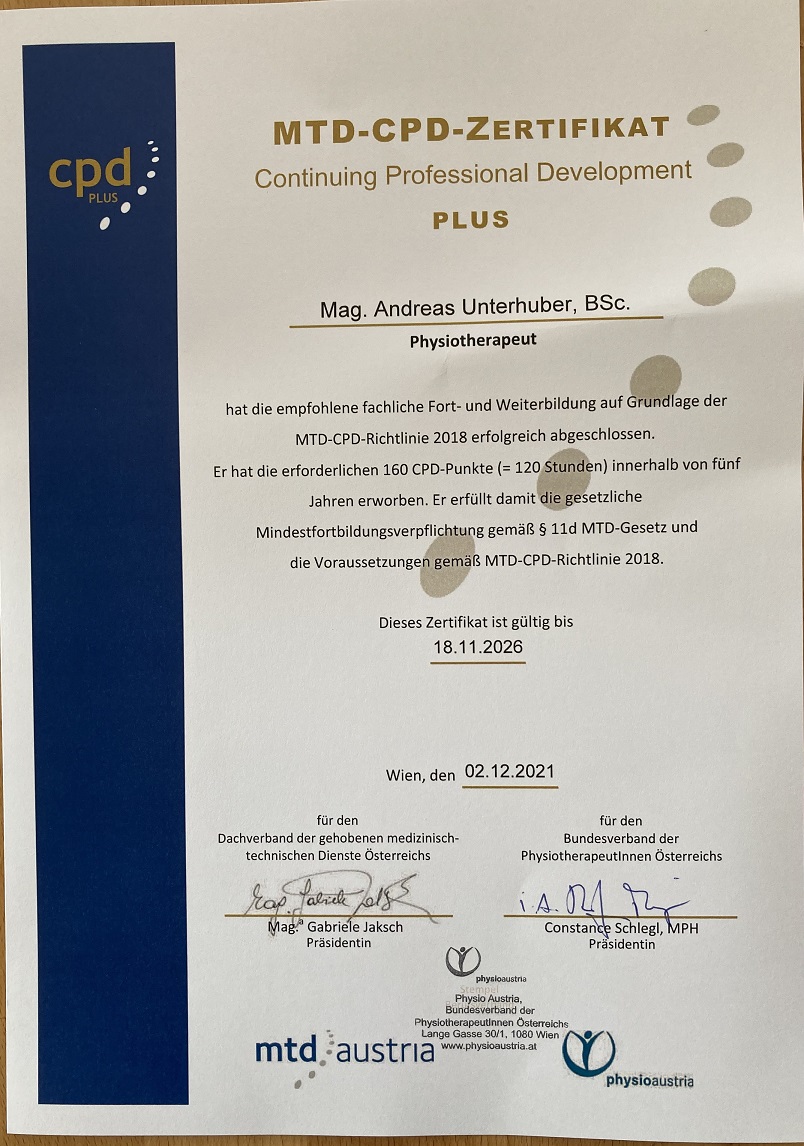 cpd
PLUS
MTD-CPD-ZERTIFIKAT
Continuing Professional Development
PLUS
Mag. Andreas Unterhuber, BSc.
Physiotherapeut
hat die empfohlene fachliche Fort- und Weiterbildung auf Grundlage der
MTD-CPD-Richtlinie 2018 erfolgreich abgeschlossen.
Er hat die erforderlichen 160 CPD-Punkte (= 120 Stunden) innerhalb von fünf
Jahren erworben. Er erfüllt damit die gesetzliche
Mindestfortbildungsverpflichtung gemäß § 11d MTD-Gesetz und
die Voraussetzungen gemäß MTD-CPD-Richtlinie 2018.
Dieses Zertifikat ist gültig bis
18.11.2026
Wien, den 02.12.2021
für den
Dachverband der gehobenen medizinisch-
technischen Dienste Österreichs
Mag.ª Gabriele Jaksch
Präsidentin
für den
Bundesverband der
PhysiotherapeutInnen Österreichs
i.A.
Constance Schlegl, MPH
Präsidentin
physioaustria
Stempel
Physio Austria,
Bundesverband der
PhysiotherapeutInnen Österreichs
Lange Gasse 30/1, 1080 Wien
www.physioaustria.at
mtd austria
physioaustria